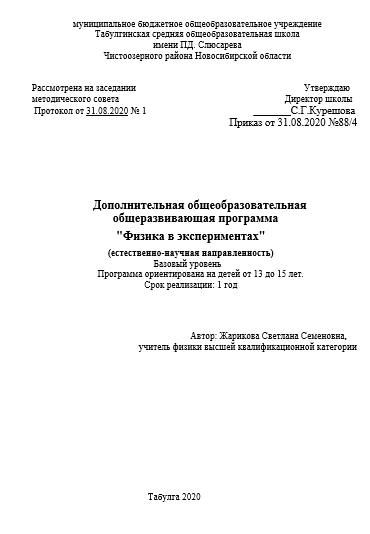 муниципальное бюджетное общеобразовательное учреждение
Табулгинская средняя общеобразовательная школа
имени П.Д. Слюсарева
Чистоозерного района Новосибирской области
Рассмотрена на заседании Утверждаю
методического совета Директор школы
Протокол от 31.08.2020 № 1 _______С.Г.Курешова
Приказ от 31.08.2020 №88/4
Дополнительная общеобразовательная
общеразвивающая программа
"Физика в экспериментах"
(естественно-научная направленность)
Базовый уровень
Программа ориентирована на детей от 13 до 15 лет.
Срок реализации: 1 год
Автор: Жарикова Светлана Семеновна,
учитель физики высшей квалификационной категории
Табулга 2020